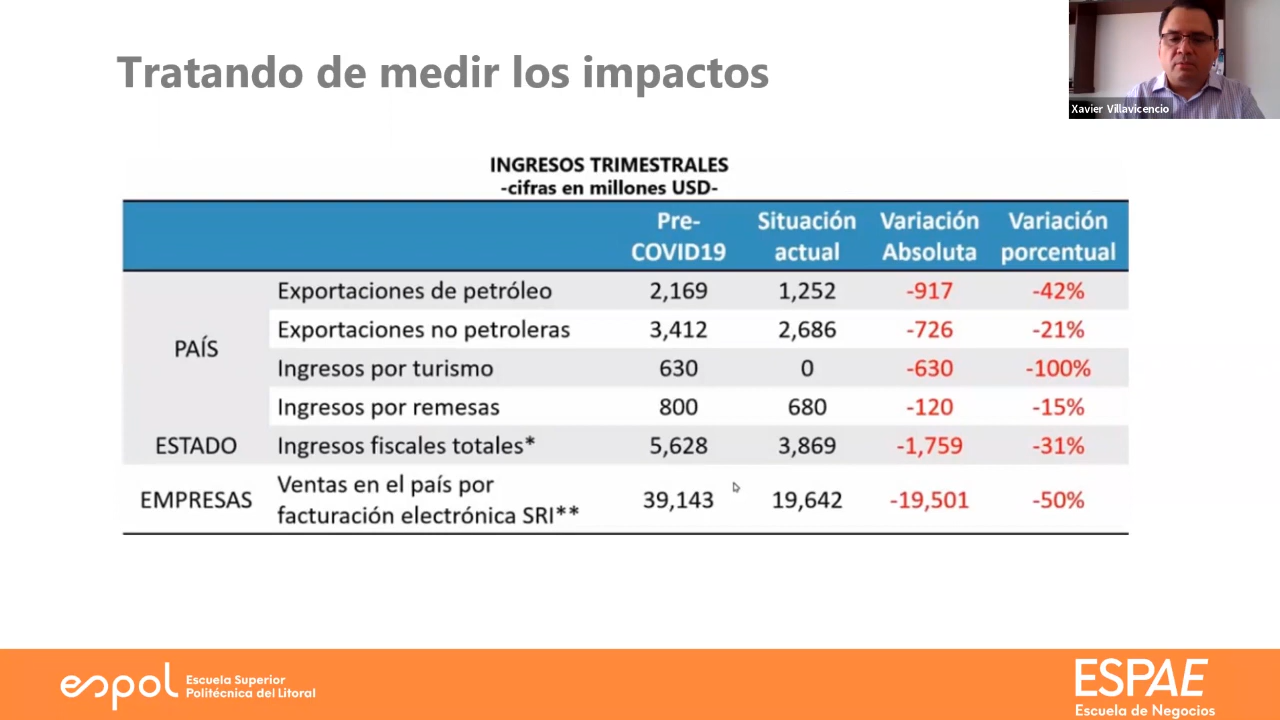 Tratando de medir los impactos
Xavier Villavicencio
INGRESOS TRIMESTRALES
-cifras en millones USD-
Pre-COVID19 Situación actual Variación Absoluta Variación porcentual
PAÍS
Exportaciones de petróleo 2,169 1,252 -917 -42%
Exportaciones no petroleras 3,412 2,686 -726 -21%
Ingresos por turismo 630 0 -630 -100%
Ingresos por remesas 800 680 -120 -15%
ESTADO Ingresos fiscales totales* 5,628 3,869 -1,759 -31%
EMPRESAS Ventas en el país por
facturación electrónica SRI** 39,143 19,642 -19,501 -50%
espol Escuela Superior
Politécnica del Litoral
ESPAE
Escuela de Negocios